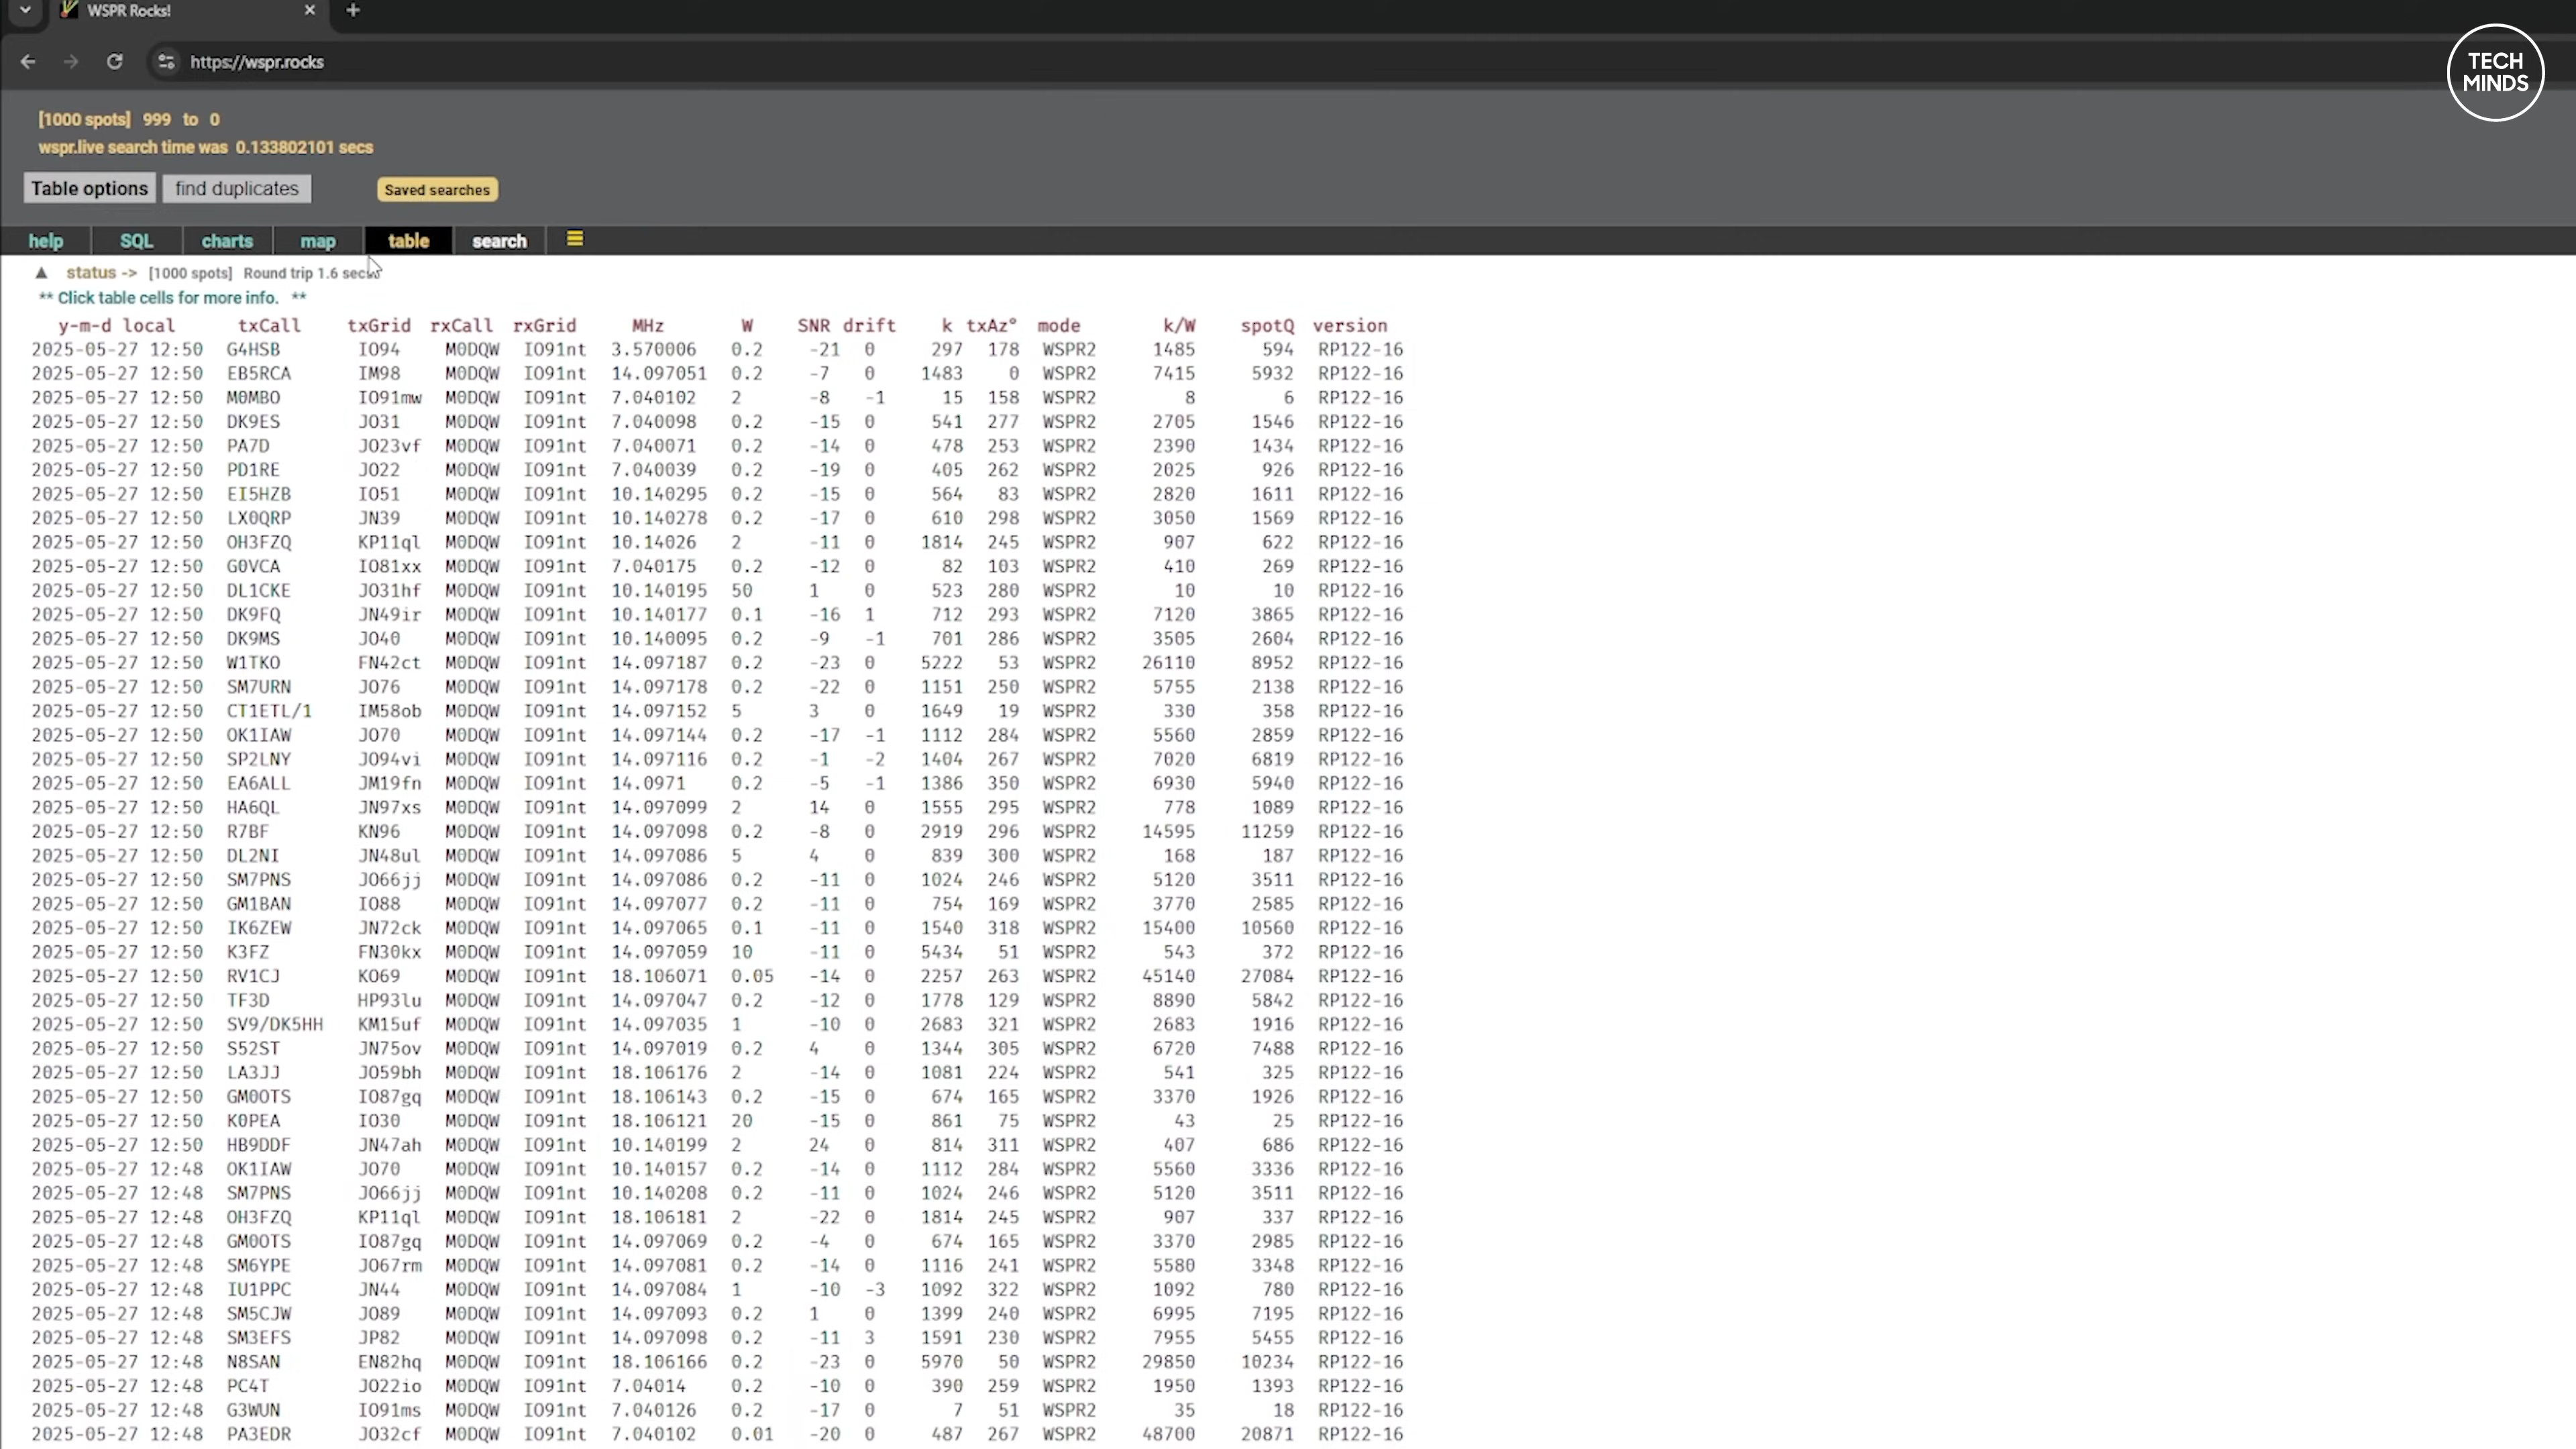 WSPR Rocks!
https://wspr.rocks
TECH
MINDS
[1000 spots] 999 to 0
wspr.live search time was 0.133802101 secs
Table options find duplicates Saved searches
help SQL charts map table search
▲ status -> [1000 spots] Round trip 1.6 secs
** Click table cells for more info. **
y-m-d local txCall txGrid rxCall rxGrid MHz W SNR drift k txAz° mode k/W spotQ version
2025-05-27 12:50 G4HSB IO94 M0DQW IO91nt 3.570006 0.2 -21 0 297 178 WSPR2 1485 594 RP122-16
2025-05-27 12:50 EB5RCA IM98 M0DQW IO91nt 14.097051 0.2 -7 0 1483 0 WSPR2 7415 5932 RP122-16
2025-05-27 12:50 M0MBO IO91mw M0DQW IO91nt 7.040102 2 -8 -1 15 158 WSPR2 8 6 RP122-16
2025-05-27 12:50 DK9ES JO31 M0DQW IO91nt 7.040098 0.2 -15 0 541 277 WSPR2 2705 1546 RP122-16
2025-05-27 12:50 PA7D JO23vf M0DQW IO91nt 7.040071 0.2 -14 0 478 253 WSPR2 2390 1434 RP122-16
2025-05-27 12:50 PD1RE JO22 M0DQW IO91nt 7.040039 0.2 -19 0 405 262 WSPR2 2025 926 RP122-16
2025-05-27 12:50 EI5HZB IO51 M0DQW IO91nt 10.140295 0.2 -15 0 564 83 WSPR2 2820 1611 RP122-16
2025-05-27 12:50 LX0QRP JN39 M0DQW IO91nt 10.140278 0.2 -17 0 610 298 WSPR2 3050 1569 RP122-16
2025-05-27 12:50 OH3FZQ KP11ql M0DQW IO91nt 10.14026 2 -11 0 1814 245 WSPR2 907 622 RP122-16
2025-05-27 12:50 G0VCA IO81xx M0DQW IO91nt 7.040175 0.2 -12 0 82 103 WSPR2 410 269 RP122-16
2025-05-27 12:50 DL1CKE JO31hf M0DQW IO91nt 10.140195 50 1 0 523 280 WSPR2 10 10 RP122-16
2025-05-27 12:50 DK9FQ JN49ir M0DQW IO91nt 10.140177 0.1 -16 1 712 293 WSPR2 7120 3865 RP122-16
2025-05-27 12:50 DK9MS JO40 M0DQW IO91nt 10.140095 0.2 -9 -1 701 286 WSPR2 3505 2604 RP122-16
2025-05-27 12:50 W1TKO FN42ct M0DQW IO91nt 14.097187 0.2 -23 0 5222 53 WSPR2 26110 8952 RP122-16
2025-05-27 12:50 SM7URN JO76 M0DQW IO91nt 14.097178 0.2 -22 0 1151 250 WSPR2 5755 2138 RP122-16
2025-05-27 12:50 CT1ETL/1 IM58ob M0DQW IO91nt 14.097152 5 3 0 1649 19 WSPR2 330 358 RP122-16
2025-05-27 12:50 OK1IAW JO70 M0DQW IO91nt 14.097144 0.2 -17 -1 1112 284 WSPR2 5560 2859 RP122-16
2025-05-27 12:50 SP2LNY JO94vi M0DQW IO91nt 14.097116 0.2 -1 -2 1404 267 WSPR2 7020 6819 RP122-16
2025-05-27 12:50 EA6ALL JM19fn M0DQW IO91nt 14.0971 0.2 -5 -1 1386 350 WSPR2 6930 5940 RP122-16
2025-05-27 12:50 HA6QL JN97xs M0DQW IO91nt 14.097099 2 14 0 1555 295 WSPR2 778 1089 RP122-16
2025-05-27 12:50 R7BF KN96 M0DQW IO91nt 14.097098 0.2 -8 0 2919 296 WSPR2 14595 11259 RP122-16
2025-05-27 12:50 DL2NI JN48ul M0DQW IO91nt 14.097086 5 4 0 839 300 WSPR2 168 187 RP122-16
2025-05-27 12:50 SM7PNS JO66jj M0DQW IO91nt 14.097086 0.2 -11 0 1024 246 WSPR2 5120 3511 RP122-16
2025-05-27 12:50 GM1BAN IO88 M0DQW IO91nt 14.097077 0.2 -11 0 754 169 WSPR2 3770 2585 RP122-16
2025-05-27 12:50 IK6ZEW JN72ck M0DQW IO91nt 14.097065 0.1 -11 0 1540 318 WSPR2 15400 10560 RP122-16
2025-05-27 12:50 K3FZ FN30kx M0DQW IO91nt 14.097059 10 -11 0 5434 51 WSPR2 543 372 RP122-16
2025-05-27 12:50 RV1CJ KO69 M0DQW IO91nt 18.106071 0.05 -14 0 2257 263 WSPR2 45140 27084 RP122-16
2025-05-27 12:50 TF3D HP93lu M0DQW IO91nt 14.097047 0.2 -12 0 1778 129 WSPR2 8890 5842 RP122-16
2025-05-27 12:50 SV9/DK5HH KM15uf M0DQW IO91nt 14.097035 1 -10 0 2683 321 WSPR2 2683 1916 RP122-16
2025-05-27 12:50 S52ST JN75ov M0DQW IO91nt 14.097019 0.2 4 0 1344 305 WSPR2 6720 7488 RP122-16
2025-05-27 12:50 LA3JJ JO59bh M0DQW IO91nt 18.106176 2 -14 0 1081 224 WSPR2 541 325 RP122-16
2025-05-27 12:50 GM0OTS IO87gq M0DQW IO91nt 18.106143 0.2 -15 0 674 165 WSPR2 3370 1926 RP122-16
2025-05-27 12:50 K0PEA IO30 M0DQW IO91nt 18.106121 20 -15 0 861 75 WSPR2 43 25 RP122-16
2025-05-27 12:50 HB9DDF JN47ah M0DQW IO91nt 10.140199 2 24 0 814 311 WSPR2 407 686 RP122-16
2025-05-27 12:48 OK1IAW JO70 M0DQW IO91nt 10.140157 0.2 -14 0 1112 284 WSPR2 5560 3336 RP122-16
2025-05-27 12:48 SM7PNS JO66jj M0DQW IO91nt 10.140208 0.2 -11 0 1024 246 WSPR2 5120 3511 RP122-16
2025-05-27 12:48 OH3FZQ KP11ql M0DQW IO91nt 18.106181 2 -22 0 1814 245 WSPR2 907 337 RP122-16
2025-05-27 12:48 GM0OTS IO87gq M0DQW IO91nt 14.097069 0.2 -4 0 674 165 WSPR2 3370 2985 RP122-16
2025-05-27 12:48 SM6YPE JO67rm M0DQW IO91nt 14.097081 0.2 -14 0 1116 241 WSPR2 5580 3348 RP122-16
2025-05-27 12:48 IU1PPC JN44 M0DQW IO91nt 14.097084 1 -10 -3 1092 322 WSPR2 1092 780 RP122-16
2025-05-27 12:48 SM5CJW JO89 M0DQW IO91nt 14.097093 0.2 1 0 1399 240 WSPR2 6995 7195 RP122-16
2025-05-27 12:48 SM3EFS JP82 M0DQW IO91nt 14.097098 0.2 -11 3 1591 230 WSPR2 7955 5455 RP122-16
2025-05-27 12:48 N8SAN EN82hq M0DQW IO91nt 18.106166 0.2 -23 0 5970 50 WSPR2 29850 10234 RP122-16
2025-05-27 12:48 PC4T JO22io M0DQW IO91nt 7.04014 0.2 -10 0 390 259 WSPR2 1950 1393 RP122-16
2025-05-27 12:48 G3WUN IO91ms M0DQW IO91nt 7.040126 0.2 -17 0 7 51 WSPR2 35 18 RP122-16
2025-05-27 12:48 PA3EDR JO32cf M0DQW IO91nt 7.040102 0.01 -20 0 487 267 WSPR2 48700 20871 RP122-16